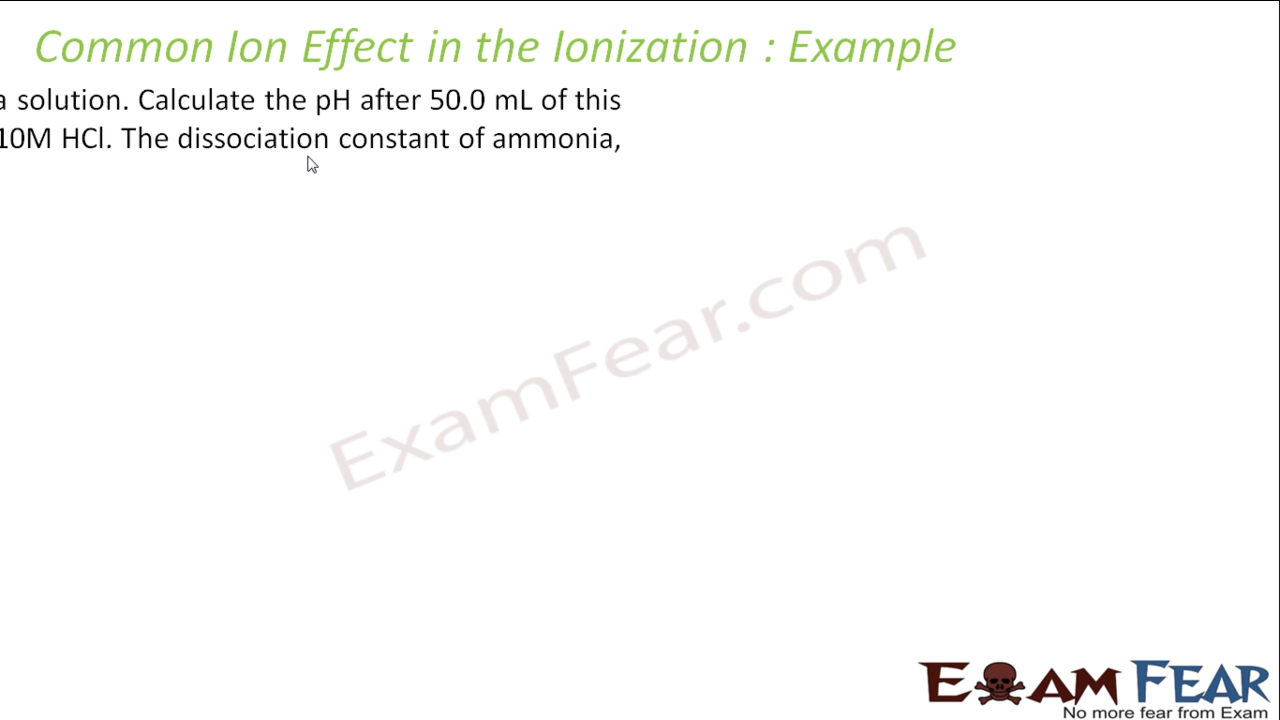 Common Ion Effect in the Ionization : Example
a solution. Calculate the pH after 50.0 mL of this
10M HCl. The dissociation constant of ammonia,
ExamFear.com
EXAM FEAR
No more fear from Exam